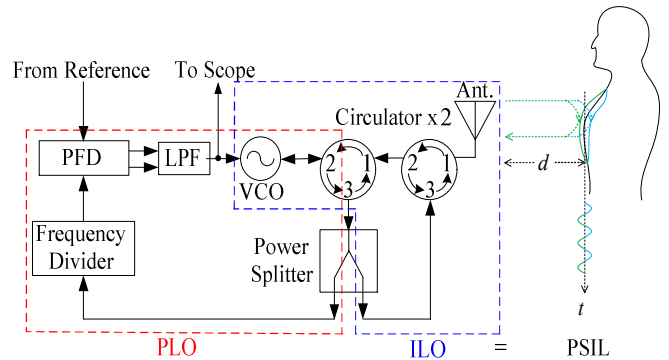 From Reference
To Scope
Ant.
Circulator x2
PFD
LPF
VCO
2 1
3
2 1
3
d
Frequency
Divider
Power
Splitter
t
PLO
ILO
=
PSIL